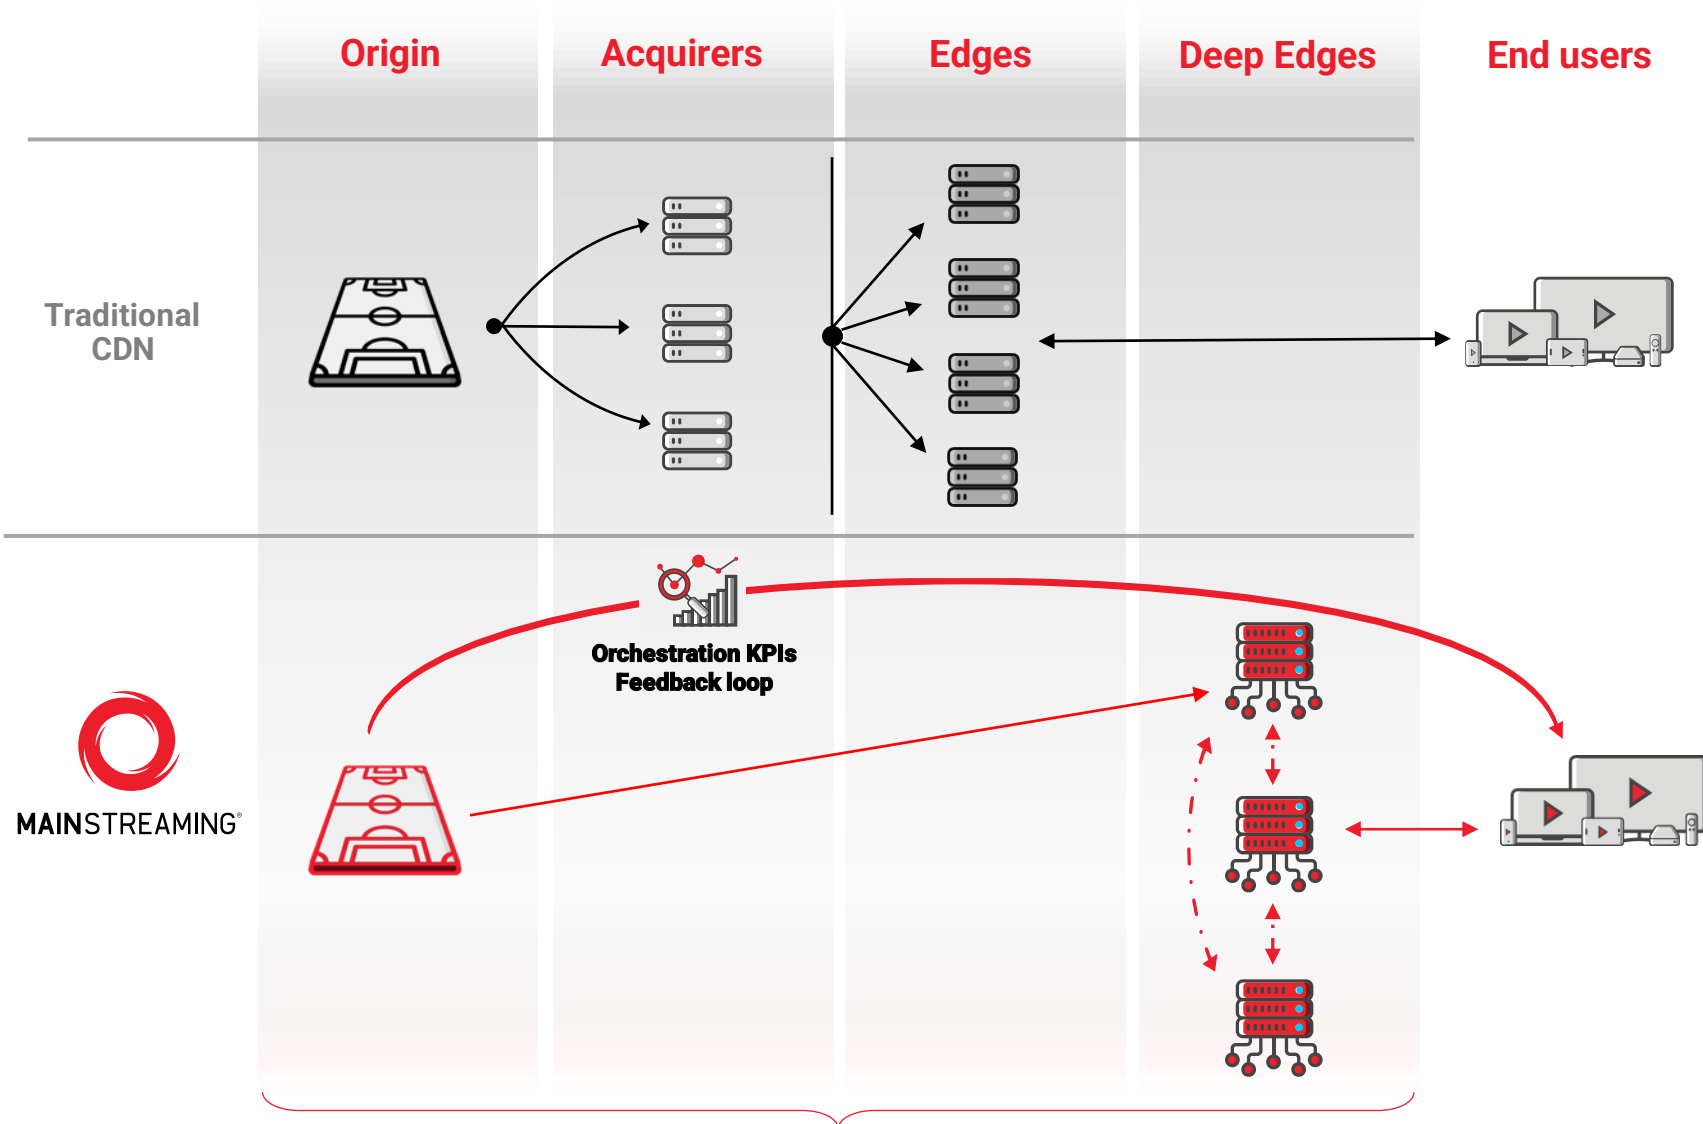 Origin
Acquirers
Edges
Deep Edges
End users
Traditional
CDN
Orchestration KPIs
Feedback loop
MAINSTREAMING®